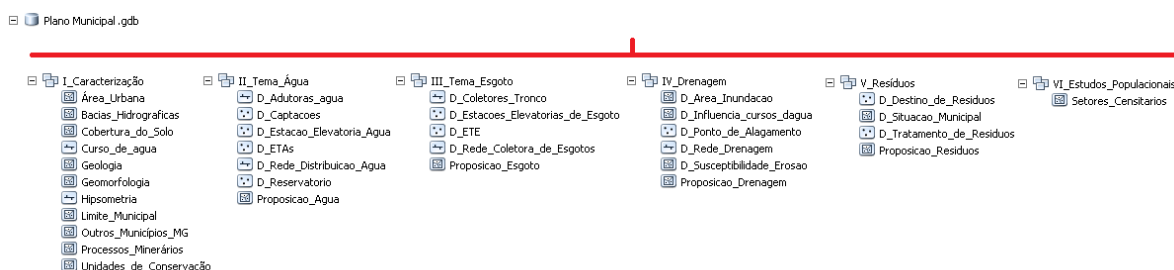 Plano Municipal .gdb
I_Caracterização
Área_Urbana
Bacias_Hidrograficas
Cobertura_do_Solo
Curso_de_agua
Geologia
Geomorfologia
Hipsometria
Limite_Municipal
Outros_Municípios_MG
Processos_Minerários
Unidades_de_Conservação
II_Tema_Água
D_Adutoras_agua
D_Captacoes
D_Estacao_Elevatoria_Agua
D_ETAs
D_Rede_Distribuicao_Agua
D_Reservatorio
Proposicao_Agua
III_Tema_Esgoto
D_Coletores_Tronco
D_Estacoes_Elevatorias_de_Esgoto
D_ETE
D_Rede_Coletora_de_Esgotos
Proposicao_Esgoto
IV_Drenagem
D_Area_Inundacao
D_Influencia_cursos_dagua
D_Ponto_de_Alagamento
D_Rede_Drenagem
D_Susceptibilidade_Erosao
Proposicao_Drenagem
V_Resíduos
D_Destino_de_Residuos
D_Situacao_Municipal
D_Tratamento_de_Residuos
Proposicao_Residuos
VI_Estudos_Populacionais
Setores_Censitarios